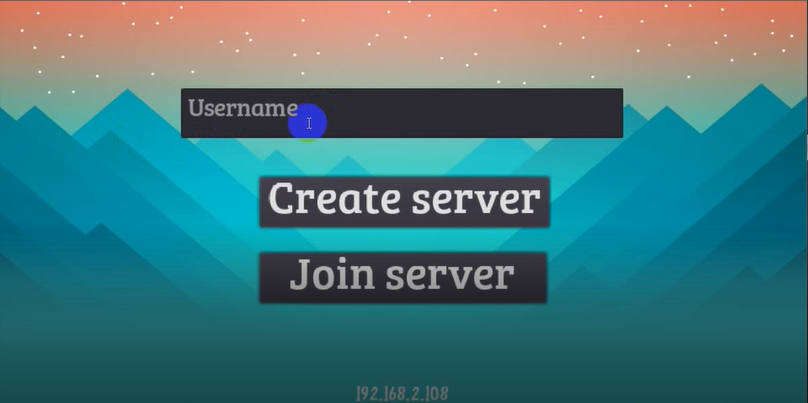 Username
Create server
Join server
192.168.2.108